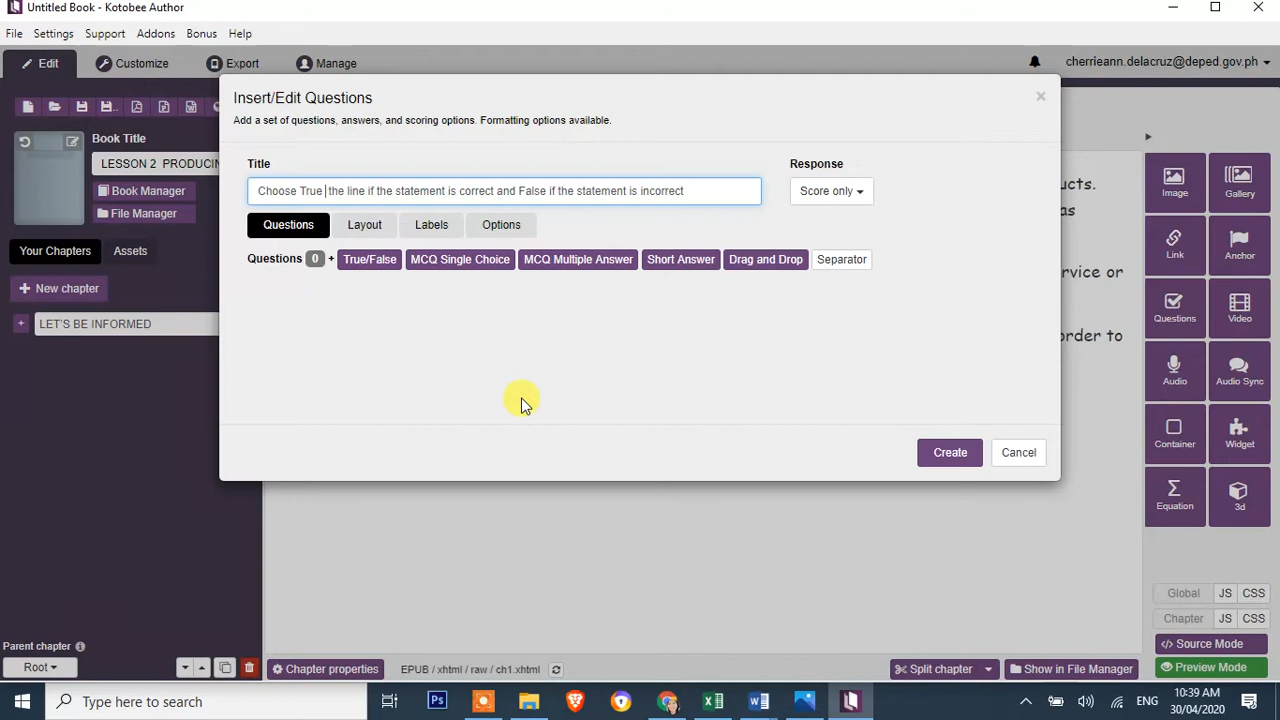 Untitled Book - Kotobee Author
File Settings Support Addons Bonus Help
Edit Customize Export Manage cherrieann.delacruz@deped.gov.ph
Insert/Edit Questions
Add a set of questions, answers, and scoring options. Formatting options available.
Book Title
LESSON 2 PRODUCIN
Book Manager
File Manager
Your Chapters Assets
New chapter
LET'S BE INFORMED
Title Response
Choose True the line if the statement is correct and False if the statement is incorrect Score only
Questions Layout Labels Options
Questions 0 + True/False MCQ Single Choice MCQ Multiple Answer Short Answer Drag and Drop Separator
Create Cancel
ucts.
as
rvice or
order to
Image Gallery
Link Anchor
Questions Video
Audio Audio Sync
Container Widget
Σ
Equation 3d
Global JS CSS
Chapter JS CSS
Source Mode
Preview Mode
Parent chapter
Root
Chapter properties EPUB / xhtml / raw / ch1.xhtml Split chapter Show in File Manager
Type here to search Ps ENG 10:39 AM
30/04/2020